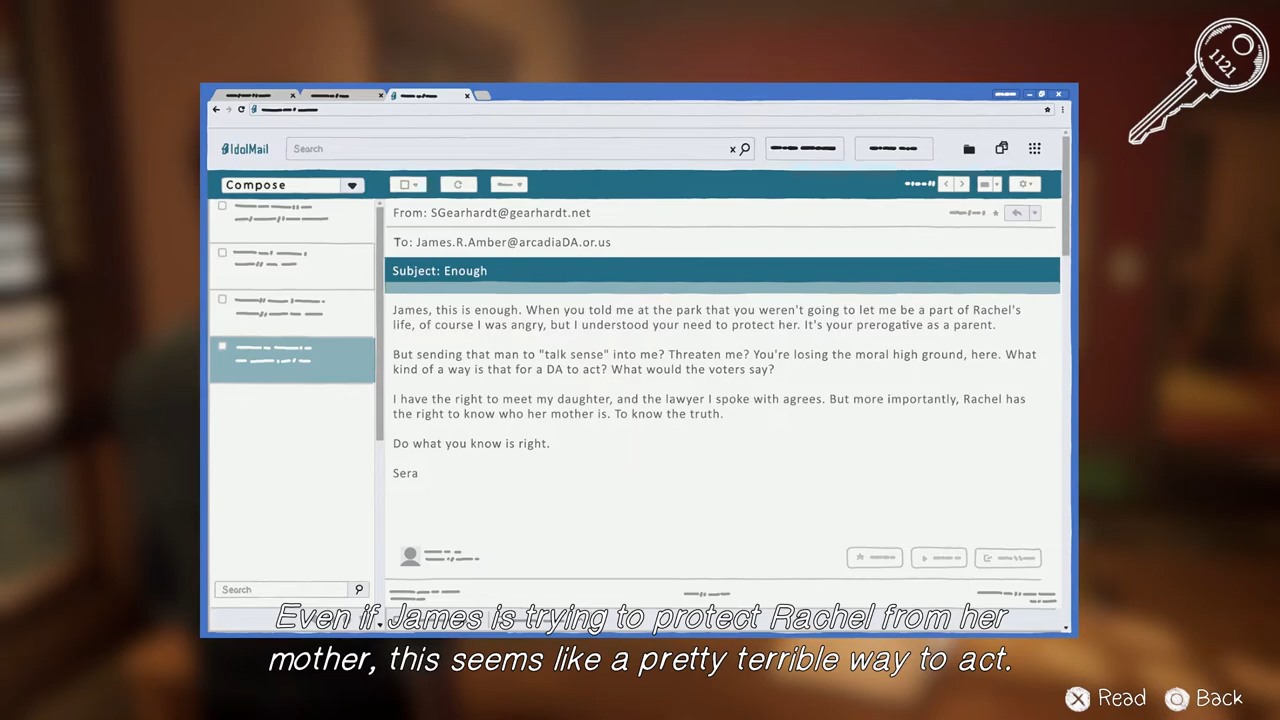 1121
IdolMail
Search
x
Compose
From: SGearhardt@gearhardt.net
To: James.R.Amber@arcadiaDA.or.us
Subject: Enough
James, this is enough. When you told me at the park that you weren't going to let me be a part of Rachel's
life, of course I was angry, but I understood your need to protect her. It's your prerogative as a parent.
But sending that man to "talk sense" into me? Threaten me? You're losing the moral high ground, here. What
kind of a way is that for a DA to act? What would the voters say?
I have the right to meet my daughter, and the lawyer I spoke with agrees. But more importantly, Rachel has
the right to know who her mother is. To know the truth.
Do what you know is right.
Sera
Search
Even if James is trying to protect Rachel from her
mother, this seems like a pretty terrible way to act.
Read
Back